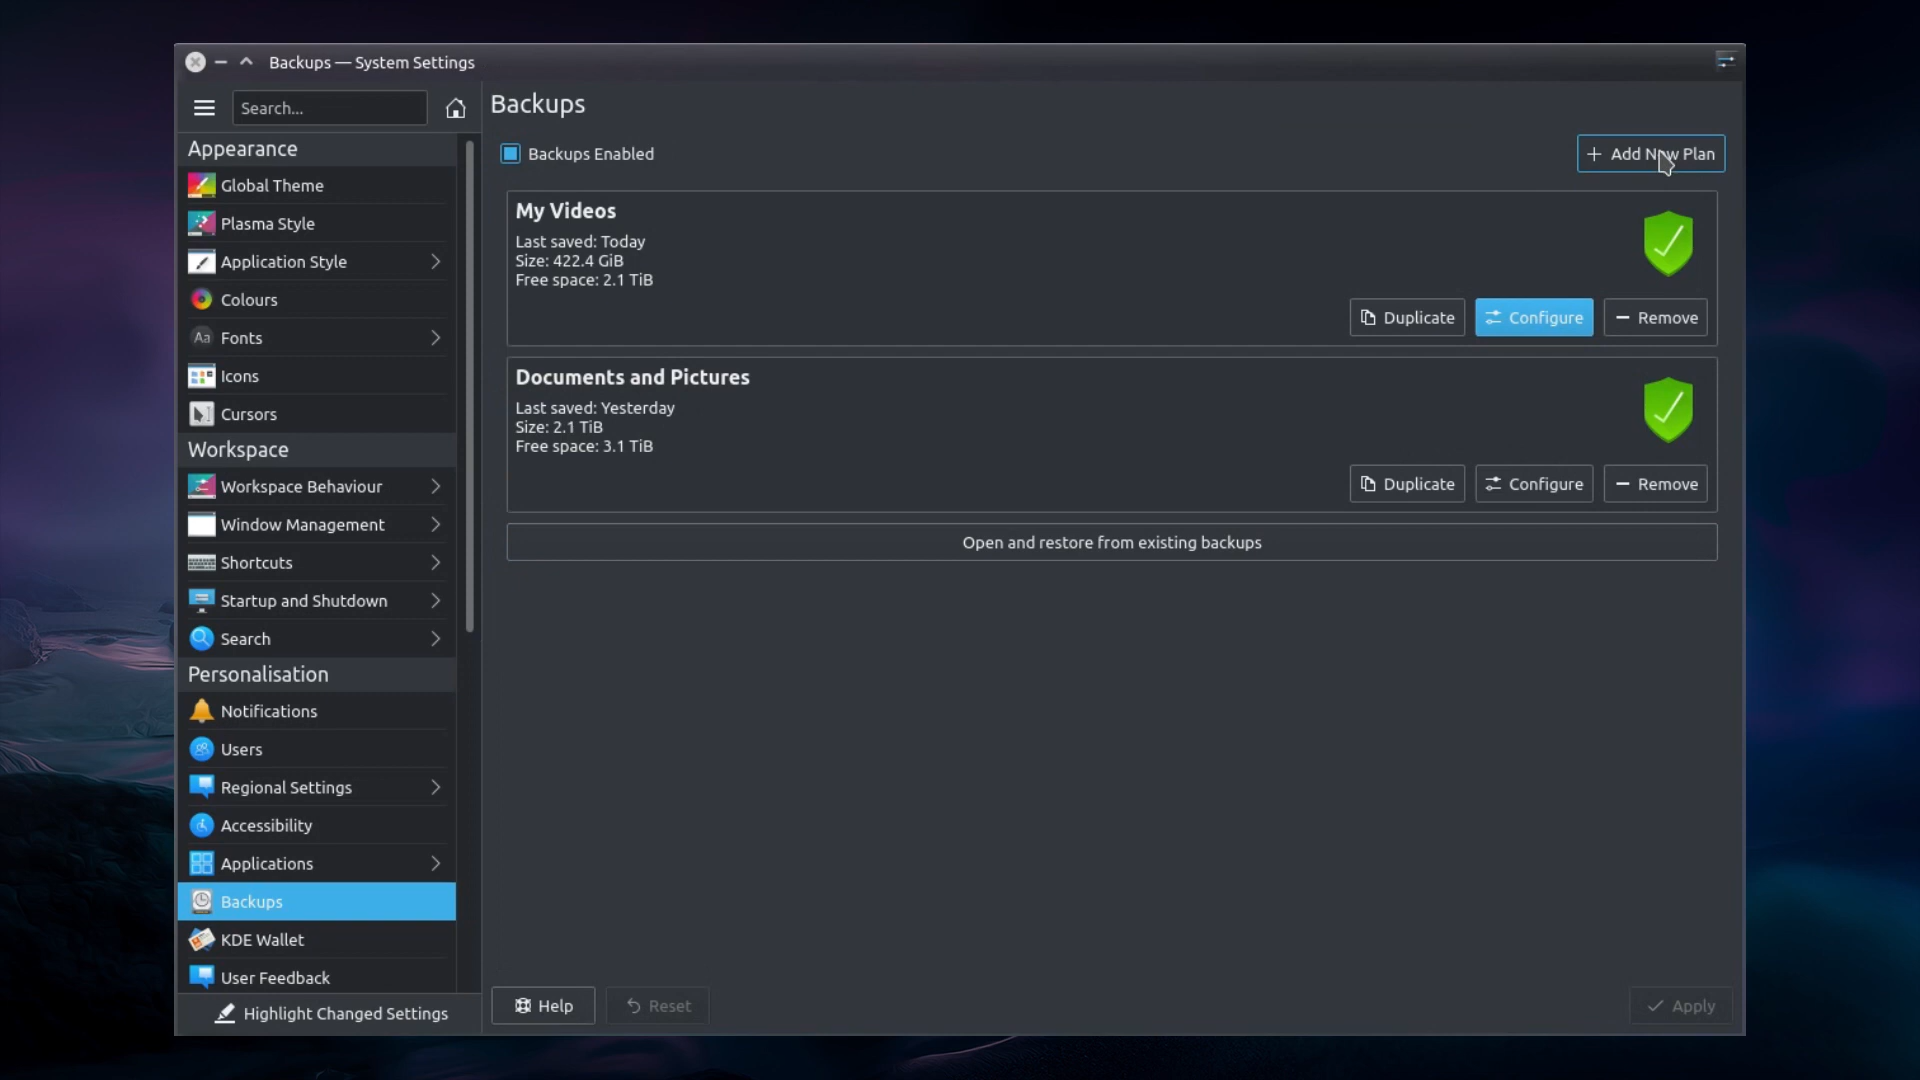 Backups — System Settings
Search...
Appearance
Global Theme
Plasma Style
Application Style
Colours
Aa Fonts
Icons
Cursors
Workspace
Workspace Behaviour
Window Management
Shortcuts
Startup and Shutdown
Search
Personalisation
Notifications
Users
Regional Settings
Accessibility
Applications
Backups
KDE Wallet
User Feedback
Highlight Changed Settings
Backups
Backups Enabled
Add New Plan
My Videos
Last saved: Today
Size: 422.4 GiB
Free space: 2.1 TiB
Duplicate Configure Remove
Documents and Pictures
Last saved: Yesterday
Size: 2.1 TiB
Free space: 3.1 TiB
Duplicate Configure Remove
Open and restore from existing backups
Help Reset Apply